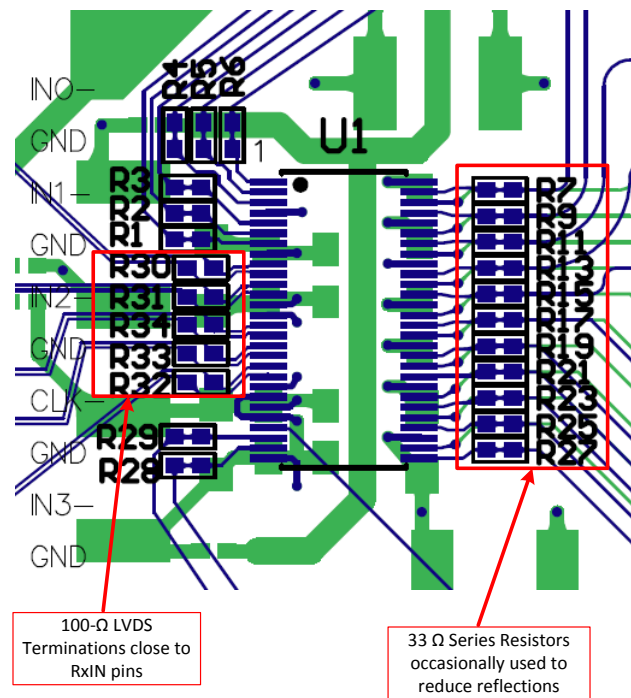 R4
R5
R6
INO-
GND
U1
1
IN1-
R3
R2
R1
GND
R30
IN2-
R31
R34
GND
R33
R32
CLK-
R29
GND
R28
IN3-
GND
R7
R9
R11
R13
R15
R17
R19
R21
R23
R25
R27
100-Ω LVDS
Terminations close to
RxIN pins
33 Ω Series Resistors
occasionally used to
reduce reflections